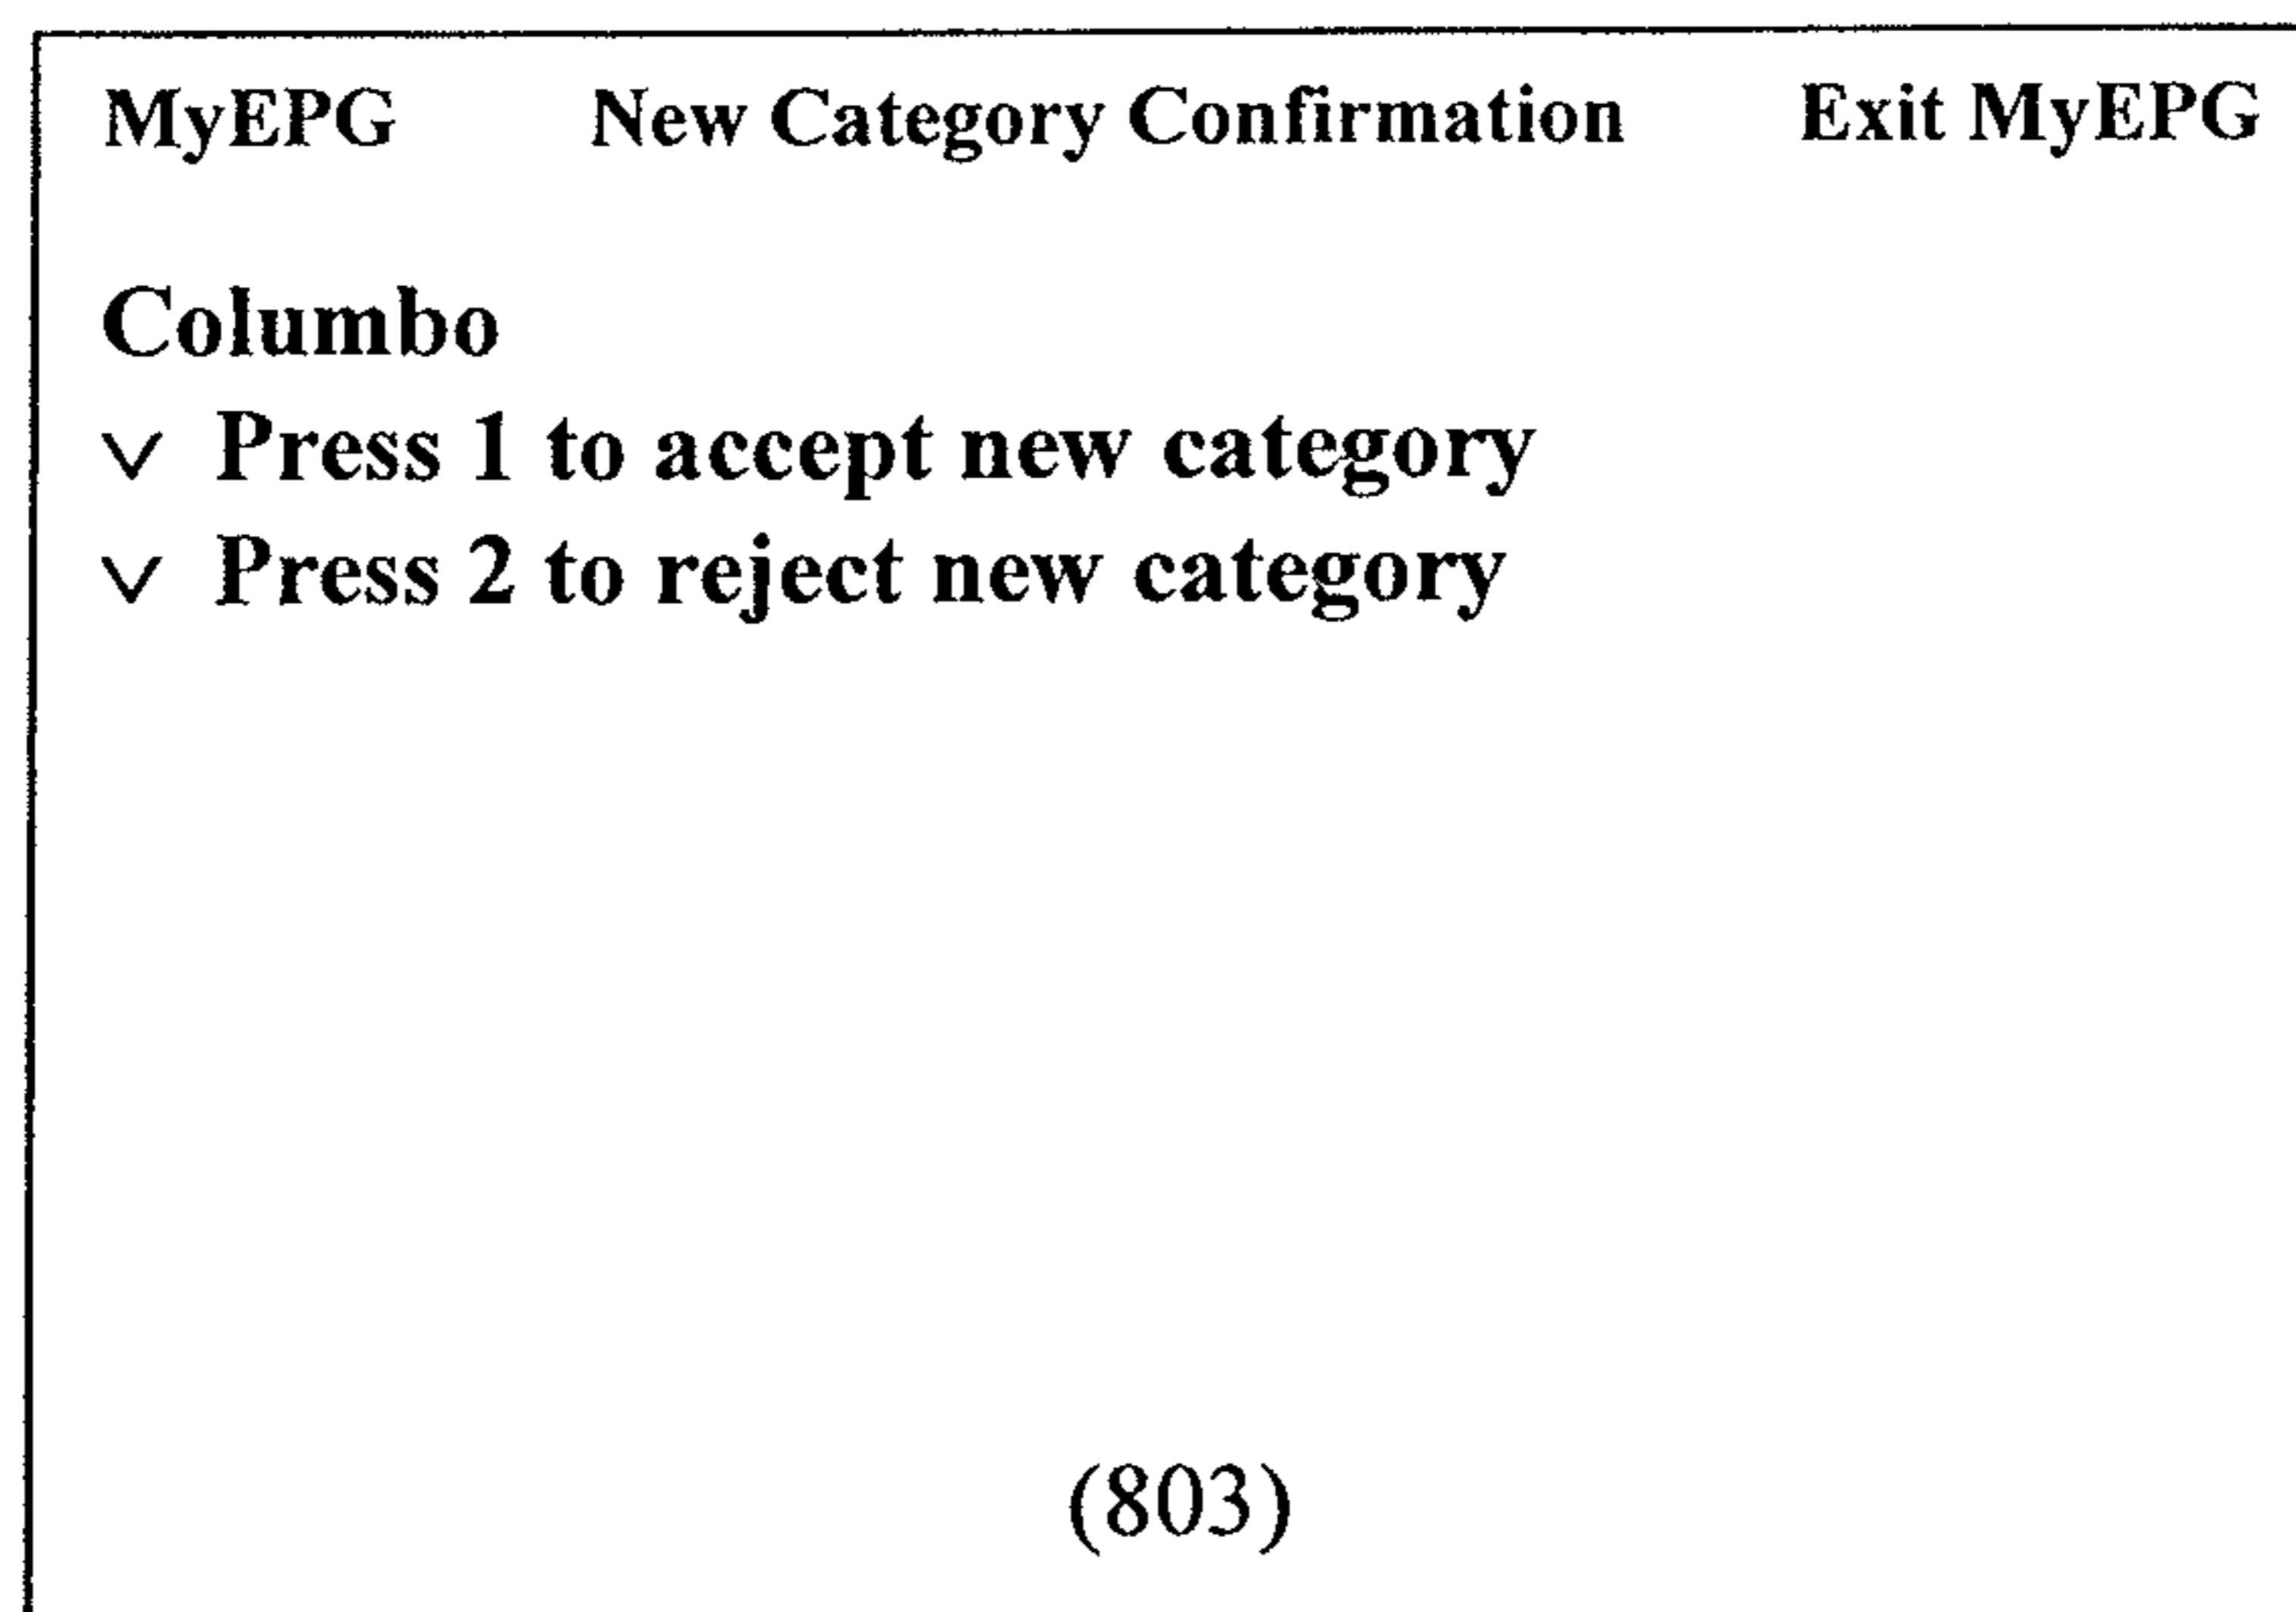 MyEPG New Category Confirmation Exit MyEPG
Columbo
Press 1 to accept new category
Press 2 to reject new category
(803)